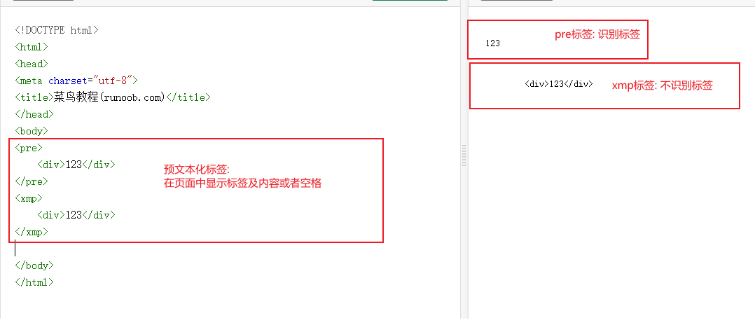 <!DOCTYPE html>
<html>
<head>
<meta charset="utf-8">
<title>菜鸟教程(runoob.com)</title>
</head>
<body>
<pre>
    <div>123</div>
</pre>
<xmp>
    <div>123</div>
</xmp>
</body>
</html>
预文本化标签:
在页面中显示标签及内容或者空格
123
pre标签: 识别标签
<div>123</div>
xmp标签: 不识别标签